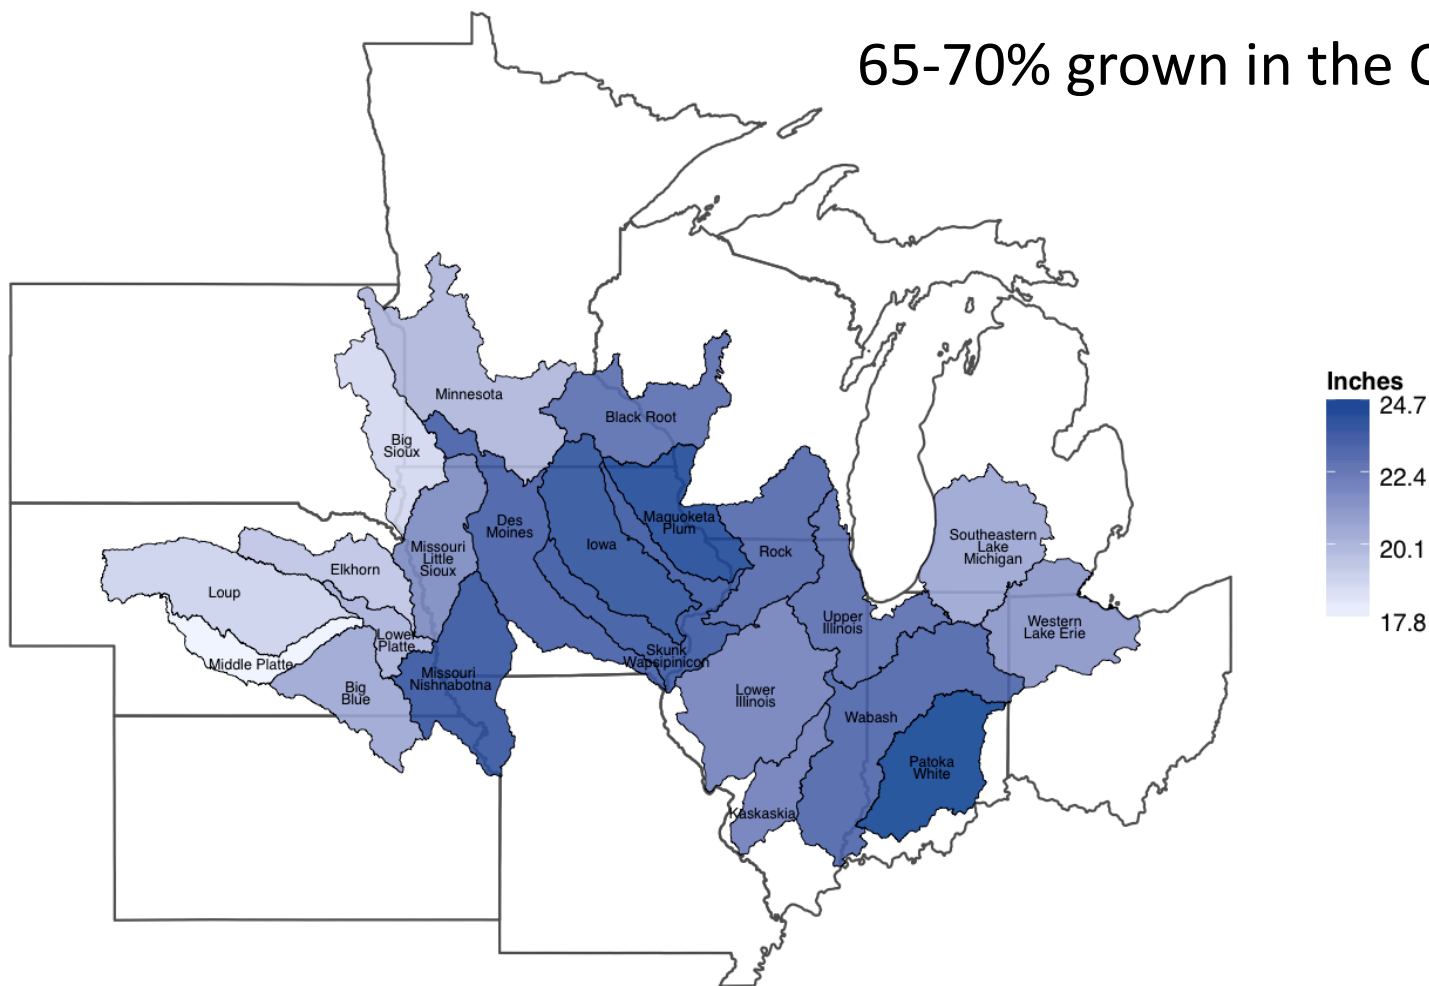 65-70% grown in the C
Minnesota
Black Root
Big
Sioux
Des
Moines
Maguoketa
Plum
Iowa
Rock
Missouri
Little
Sioux
Elkhorn
Loup
Lower
Platte
Middle Platte
Big
Blue
Missouri
Nishnabotna
Skunk
Wapsipinicon
Upper
Illinois
Lower
Illinois
Wabash
Patoka
White
Kaskaskia
Southeastern
Lake
Michigan
Western
Lake Erie
Inches
24.7
22.4
20.1
17.8